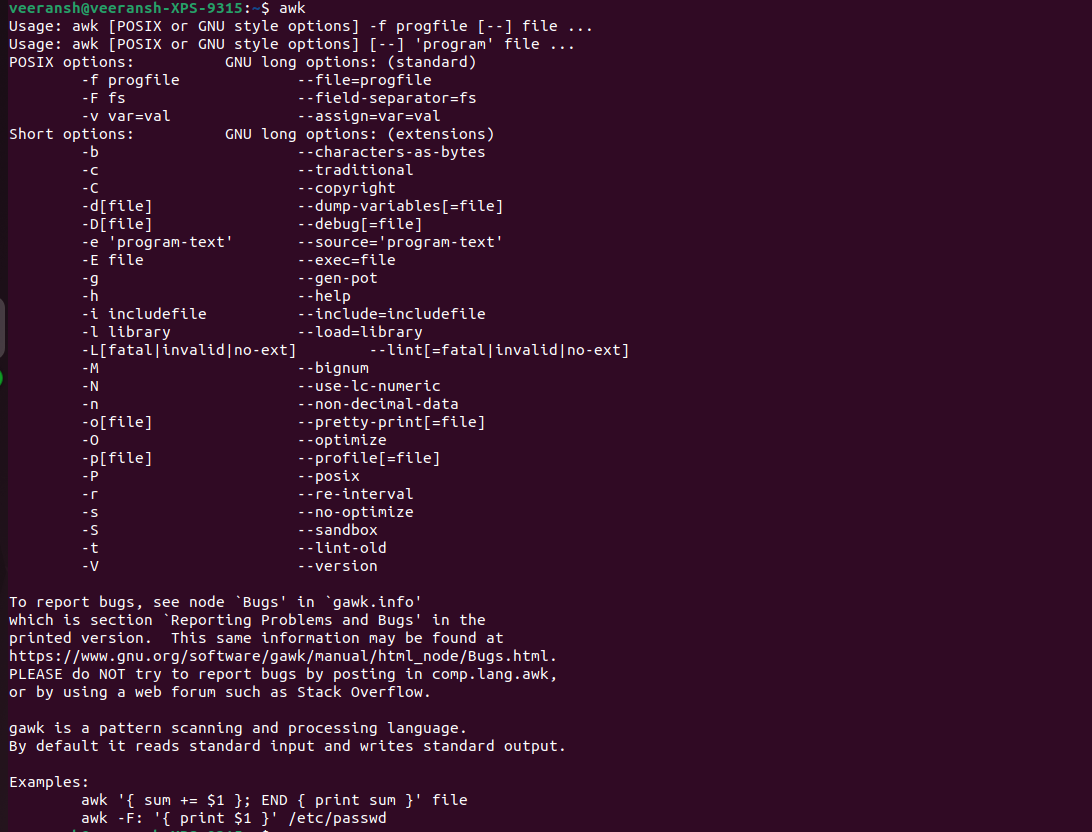 veeransh@veeransh-XPS-9315:~$ awk
Usage: awk [POSIX or GNU style options] -f progfile [--] file ...
Usage: awk [POSIX or GNU style options] [--] 'program' file ...
POSIX options:          GNU long options: (standard)
        -f progfile             --file=progfile
        -F fs                   --field-separator=fs
        -v var=val              --assign=var=val
Short options:          GNU long options: (extensions)
        -b                      --characters-as-bytes
        -c                      --traditional
        -C                      --copyright
        -d[file]                --dump-variables[=file]
        -D[file]                --debug[=file]
        -e 'program-text'       --source='program-text'
        -E file                 --exec=file
        -g                      --gen-pot
        -h                      --help
        -i includefile          --include=includefile
        -l library              --load=library
        -L[fatal|invalid|no-ext]        --lint[=fatal|invalid|no-ext]
        -M                      --bignum
        -N                      --use-lc-numeric
        -n                      --non-decimal-data
        -o[file]                --pretty-print[=file]
        -O                      --optimize
        -p[file]                --profile[=file]
        -P                      --posix
        -r                      --re-interval
        -s                      --no-optimize
        -S                      --sandbox
        -t                      --lint-old
        -V                      --version

To report bugs, see node `Bugs' in `gawk.info'
which is section `Reporting Problems and Bugs' in the
printed version.  This same information may be found at
https://www.gnu.org/software/gawk/manual/html_node/Bugs.html.
PLEASE do NOT try to report bugs by posting in comp.lang.awk,
or by using a web forum such as Stack Overflow.

gawk is a pattern scanning and processing language.
By default it reads standard input and writes standard output.

Examples:
        awk '{ sum += $1 }; END { print sum }' file
        awk -F: '{ print $1 }' /etc/passwd